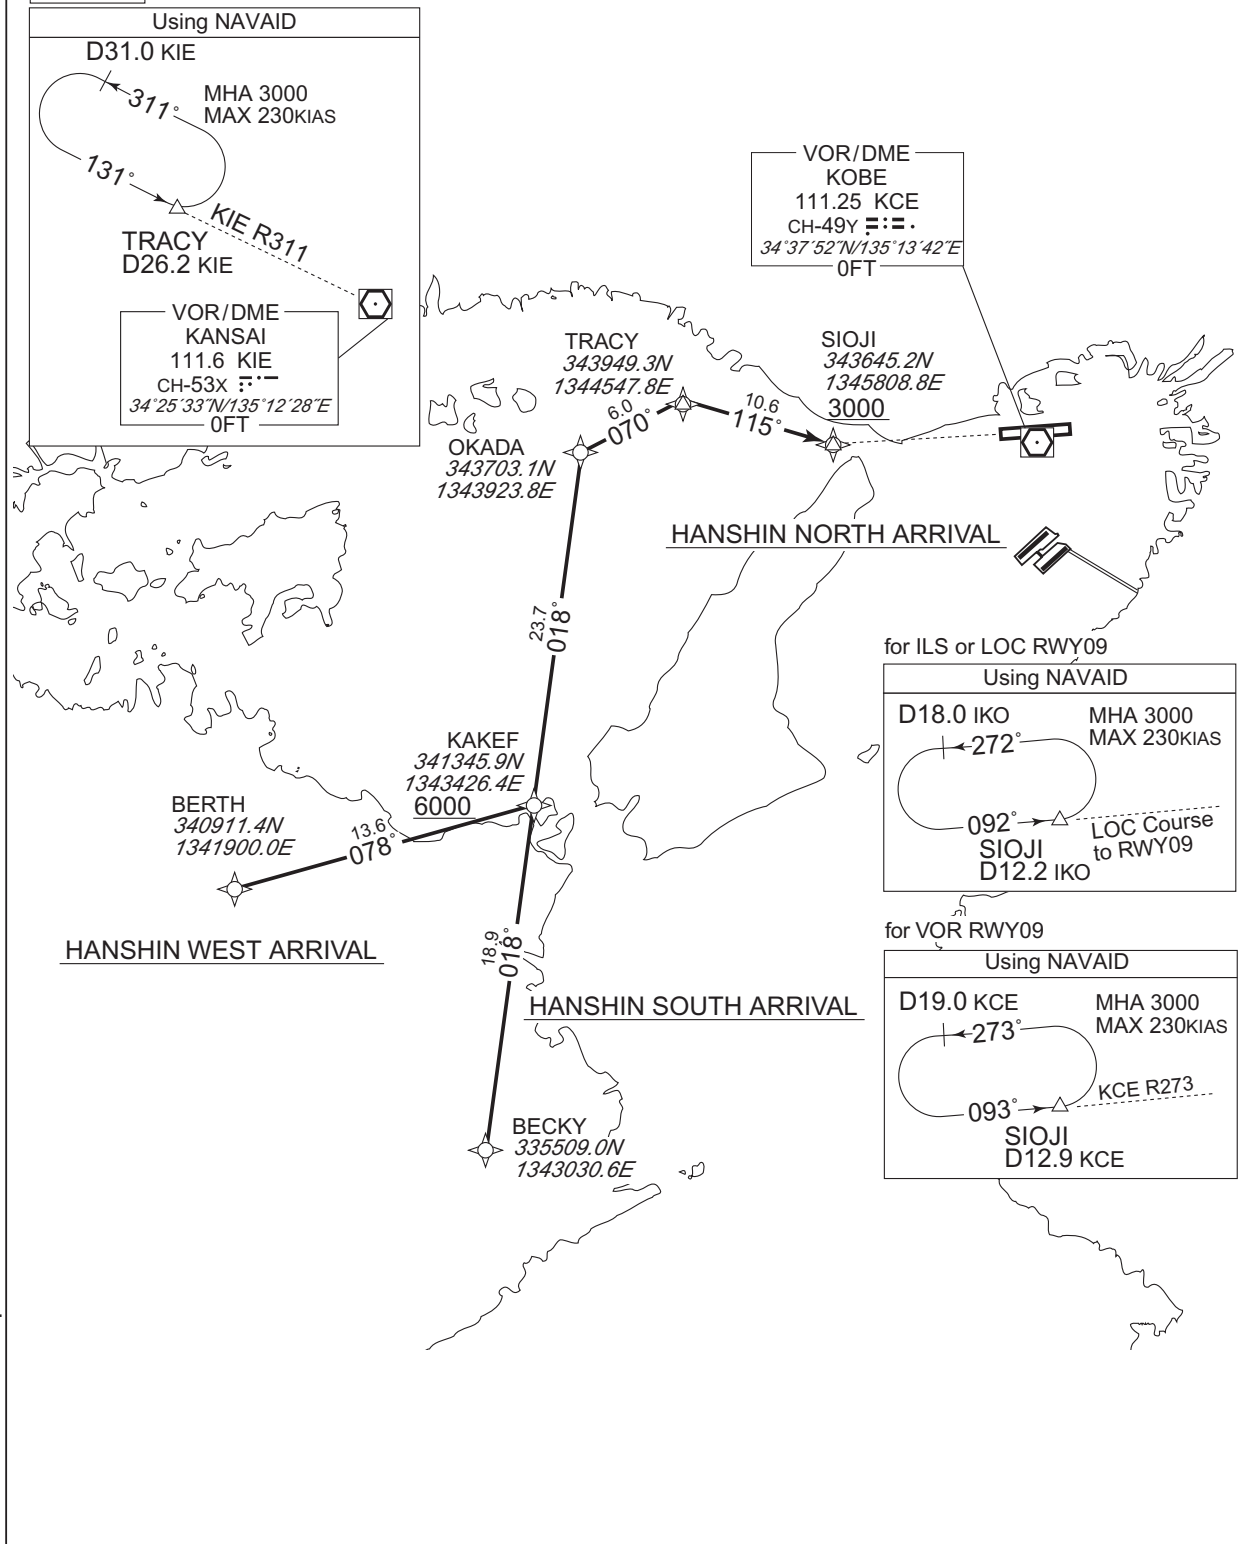 Using NAVAID
D31.0 KIE
311°
MHA 3000
MAX 230KIAS
131°
KIE R311
TRACY
D26.2 KIE
VOR/DME
KANSAI
111.6 KIE
CH-53X
34°25′33″N/135°12′28″E
0FT
VOR/DME
KOBE
111.25 KCE
CH-49Y
34°37′52″N/135°13′42″E
0FT
TRACY
343949.3N
1344547.8E
SIOJI
343645.2N
1345808.8E
3000
6.0
070°
10.6
115°
OKADA
343703.1N
1343923.8E
HANSHIN NORTH ARRIVAL
23.7
018°
KAKEF
341345.9N
1343426.4E
6000
BERTH
340911.4N
1341900.0E
13.6
078°
HANSHIN WEST ARRIVAL
18.9
018°
HANSHIN SOUTH ARRIVAL
BECKY
335509.0N
1343030.6E
for ILS or LOC RWY09
Using NAVAID
D18.0 IKO
MHA 3000
MAX 230KIAS
272°
092°
LOC Course
to RWY09
SIOJI
D12.2 IKO
for VOR RWY09
Using NAVAID
D19.0 KCE
MHA 3000
MAX 230KIAS
273°
093°
KCE R273
SIOJI
D12.9 KCE